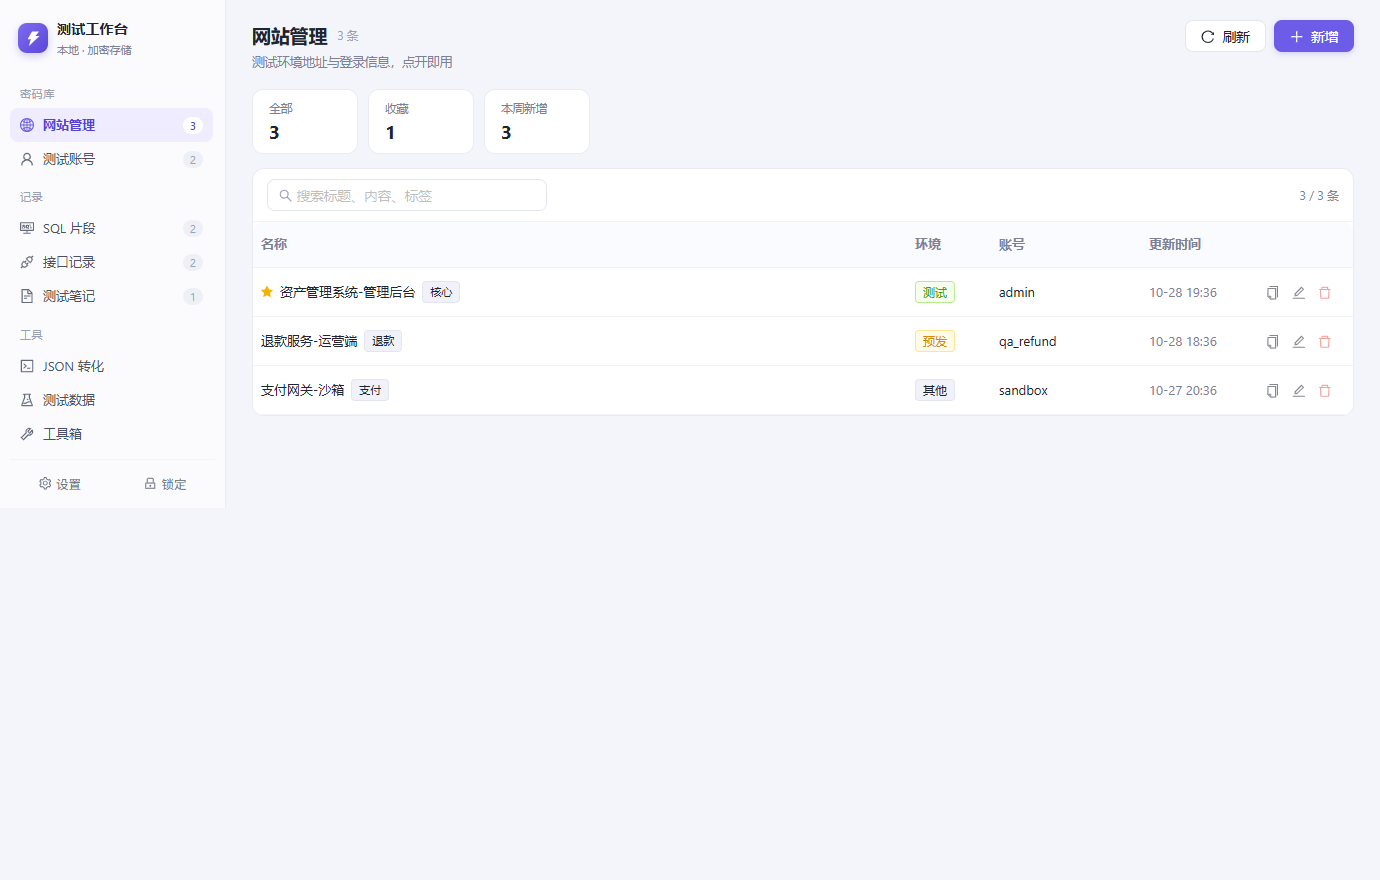 测试工作台
本地 · 加密存储
密码库
网站管理 3
测试账号 2
记录
SQL 片段 2
接口记录 2
测试笔记 1
工具
JSON 转化
测试数据
工具箱
设置 锁定
网站管理 3 条
测试环境地址与登录信息，点开即用
刷新 新增
全部 收藏 本周新增
3 1 3
搜索标题、内容、标签 3 / 3 条
名称 环境 账号 更新时间
资产管理系统-管理后台 核心 测试 admin 10-28 19:36
退款服务-运营端 退款 预发 qa_refund 10-28 18:36
支付网关-沙箱 支付 其他 sandbox 10-27 20:36